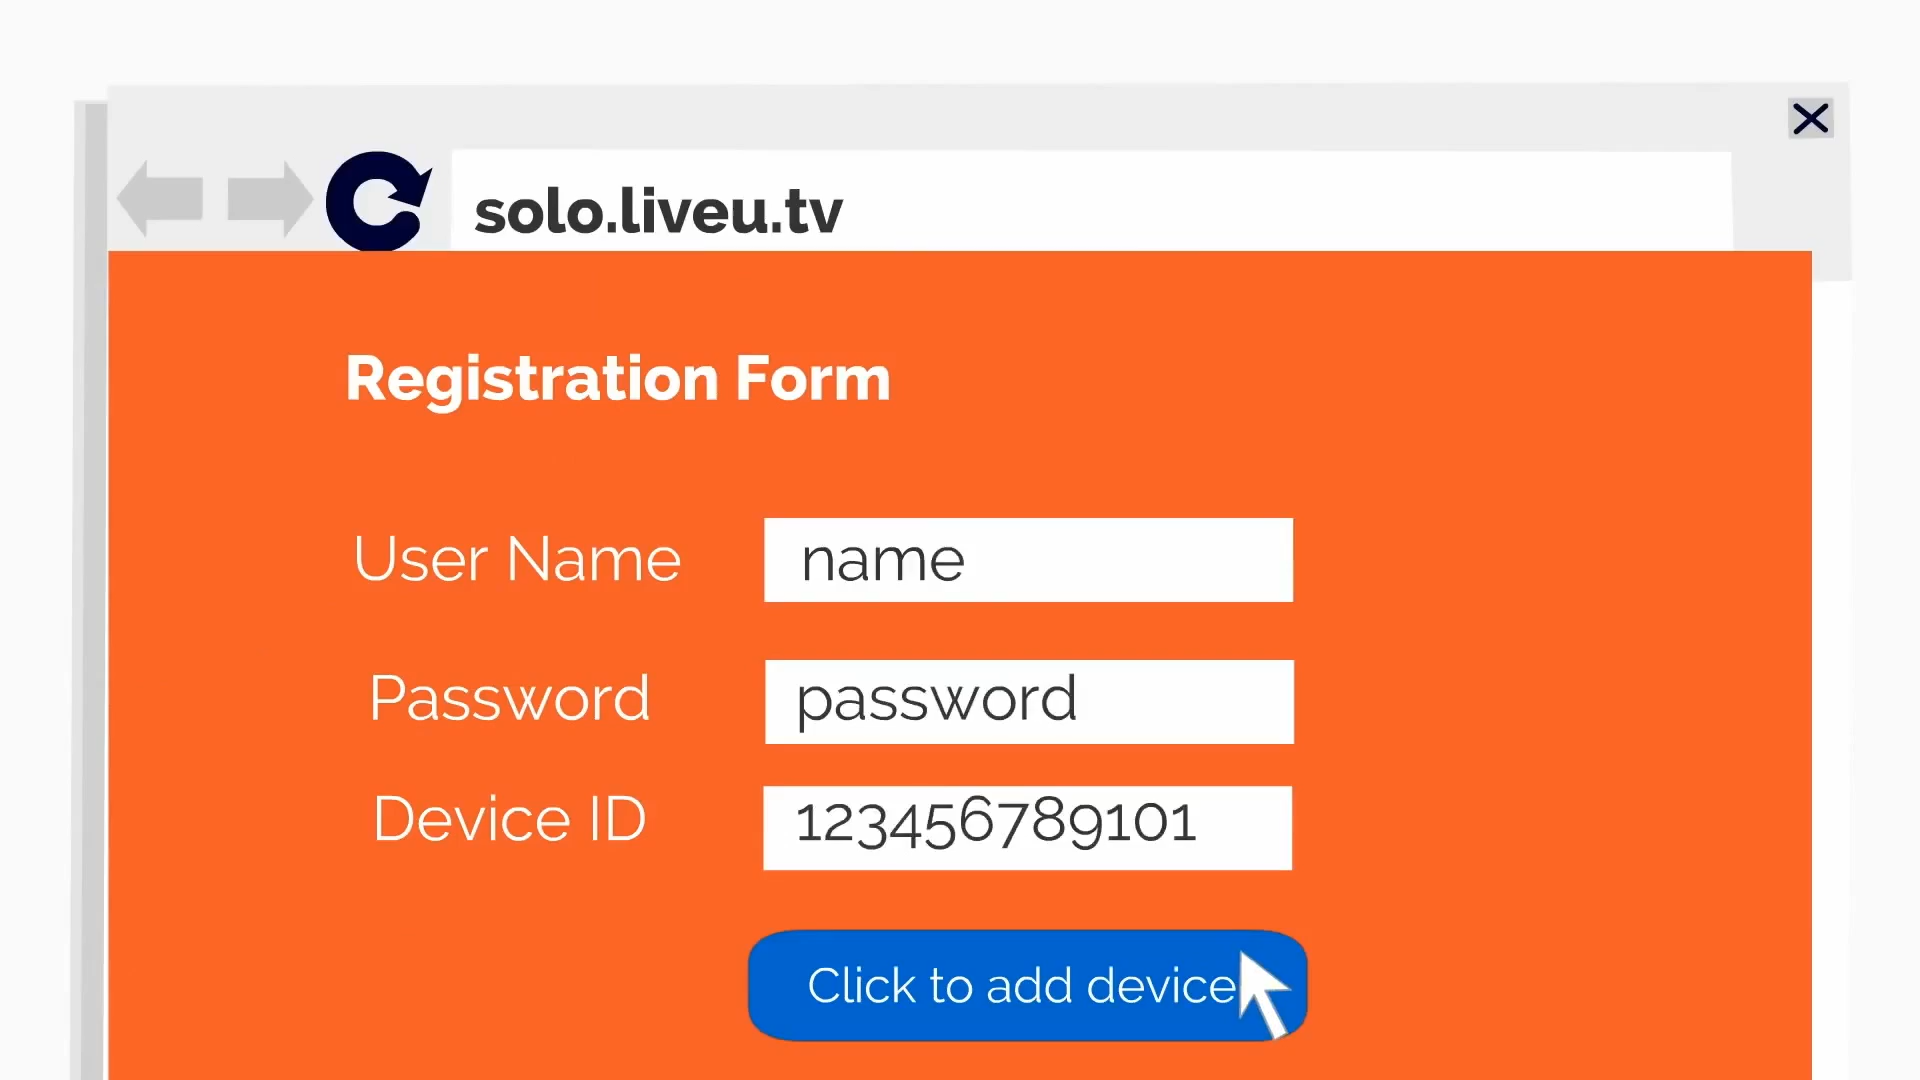 solo.liveu.tv
Registration Form
User Name name
Password password
Device ID 123456789101
Click to add device